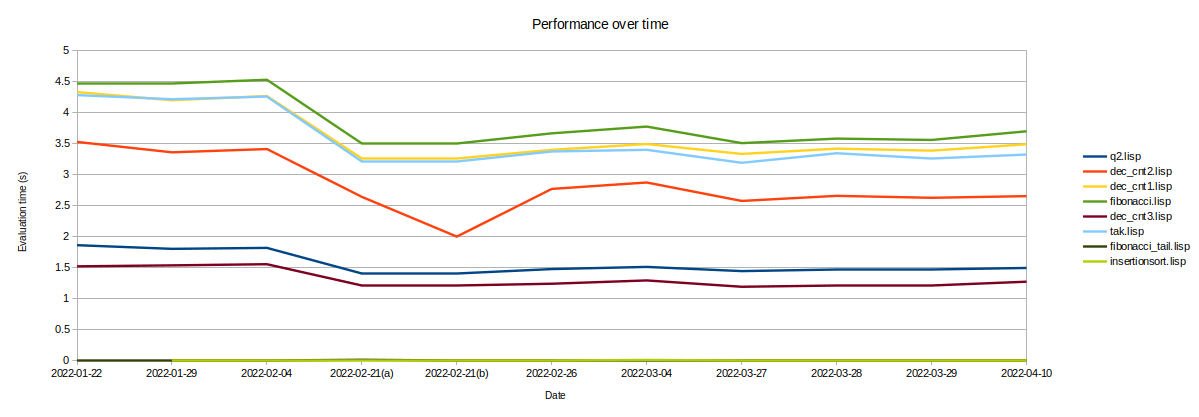 Performance over time
5
4.5
4
3.5
3
2.5
2
1.5
1
0.5
0
Evaluation time (s)
2022-01-22 2022-01-29 2022-02-04 2022-02-21(a) 2022-02-21(b) 2022-02-26 2022-03-04 2022-03-27 2022-03-28 2022-03-29 2022-04-10
Date
q2.lisp
dec_cnt2.lisp
dec_cnt1.lisp
fibonacci.lisp
dec_cnt3.lisp
tak.lisp
fibonacci_tail.lisp
insertionsort.lisp